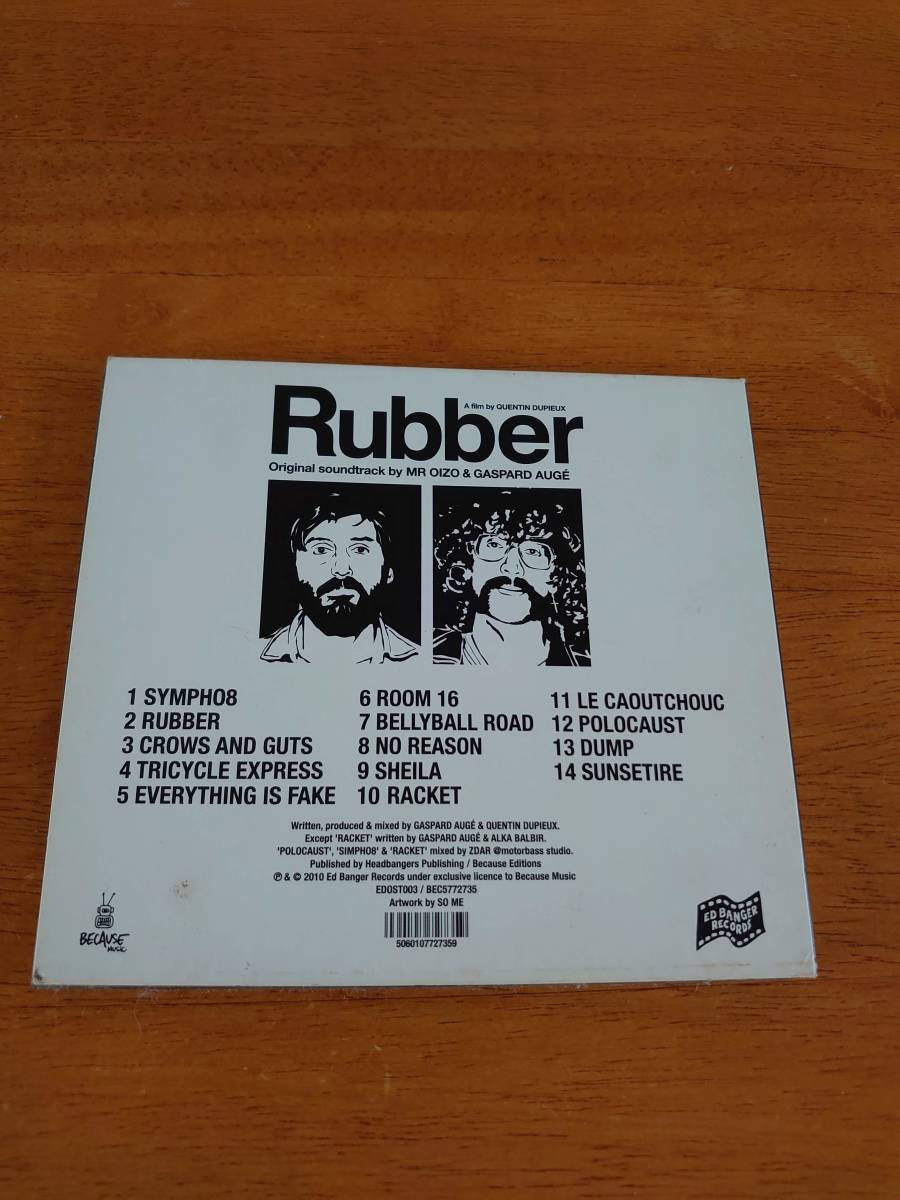 A film by QUENTIN DUPIEUX
Rubber
Original soundtrack by MR OIZO & GASPARD AUGÉ
1 SYMPHO8
2 RUBBER
3 CROWS AND GUTS
4 TRICYCLE EXPRESS
5 EVERYTHING IS FAKE
6 ROOM 16
7 BELLYBALL ROAD
8 NO REASON
9 SHEILA
10 RACKET
11 LE CAOUTCHOUC
12 POLOCAUST
13 DUMP
14 SUNSETIRE
Written, produced & mixed by GASPARD AUGÉ & QUENTIN DUPIEUX.
Except 'RACKET' written by GASPARD AUGÉ & ALKA BALBIR.
'POLOCAUST', 'SIMPHO8' & 'RACKET' mixed by ZDAR @motorbass studio.
Published by Headbangers Publishing / Because Editions
℗ & © 2010 Ed Banger Records under exclusive licence to Because Music
EDOST003 / BEC5772735
Artwork by SO ME
5060107727359
BECAUSE
MUSIC
ED BANGER
RECORDS